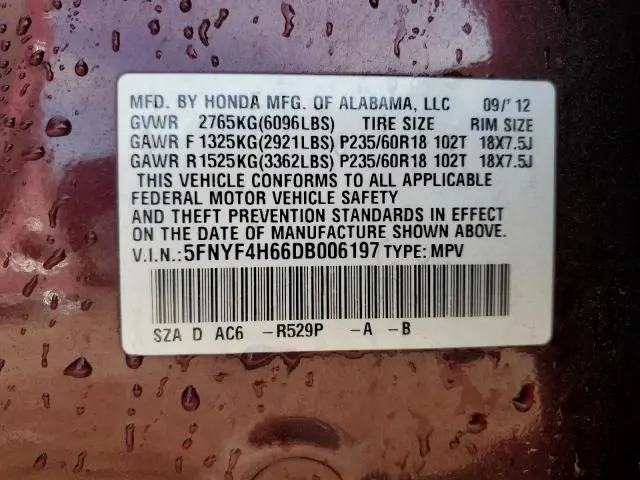 MFD. BY HONDA MFG. OF ALABAMA, LLC 09/'12
GVWR 2765KG(6096LBS) TIRE SIZE RIM SIZE
GAWR F 1325KG(2921LBS) P235/60R18 102T 18X7.5J
GAWR R 1525KG(3362LBS) P235/60R18 102T 18X7.5J
THIS VEHICLE CONFORMS TO ALL APPLICABLE
FEDERAL MOTOR VEHICLE SAFETY
AND THEFT PREVENTION STANDARDS IN EFFECT
ON THE DATE OF MANUFACTURE SHOWN ABOVE.
V.I.N.:5FNYF4H66DB006197 TYPE: MPV
SZA D AC6 -R529P -A -B